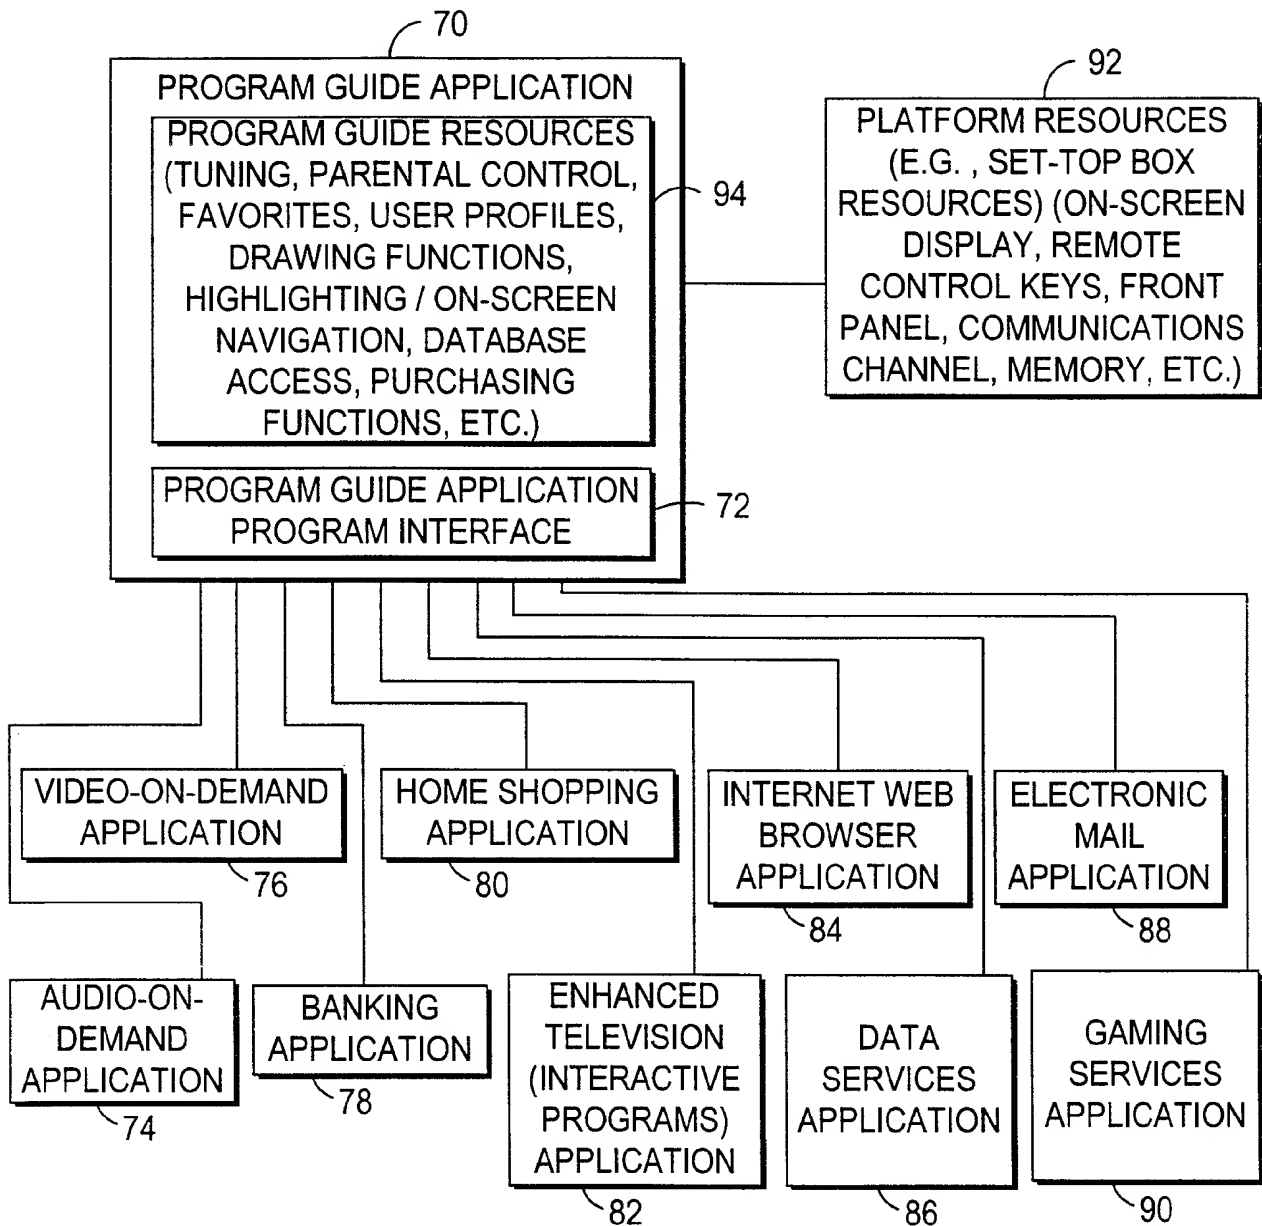 70
PROGRAM GUIDE APPLICATION
PROGRAM GUIDE RESOURCES
(TUNING, PARENTAL CONTROL,
FAVORITES, USER PROFILES,
DRAWING FUNCTIONS,
HIGHLIGHTING / ON-SCREEN
NAVIGATION, DATABASE
ACCESS, PURCHASING
FUNCTIONS, ETC.)
94
PROGRAM GUIDE APPLICATION
PROGRAM INTERFACE
72
92
PLATFORM RESOURCES
(E.G. , SET-TOP BOX
RESOURCES) (ON-SCREEN
DISPLAY, REMOTE
CONTROL KEYS, FRONT
PANEL, COMMUNICATIONS
CHANNEL, MEMORY, ETC.)
VIDEO-ON-DEMAND
APPLICATION
76
HOME SHOPPING
APPLICATION
80
INTERNET WEB
BROWSER
APPLICATION
84
ELECTRONIC
MAIL
APPLICATION
88
AUDIO-ON-
DEMAND
APPLICATION
74
BANKING
APPLICATION
78
ENHANCED
TELEVISION
(INTERACTIVE
PROGRAMS)
APPLICATION
82
DATA
SERVICES
APPLICATION
86
GAMING
SERVICES
APPLICATION
90